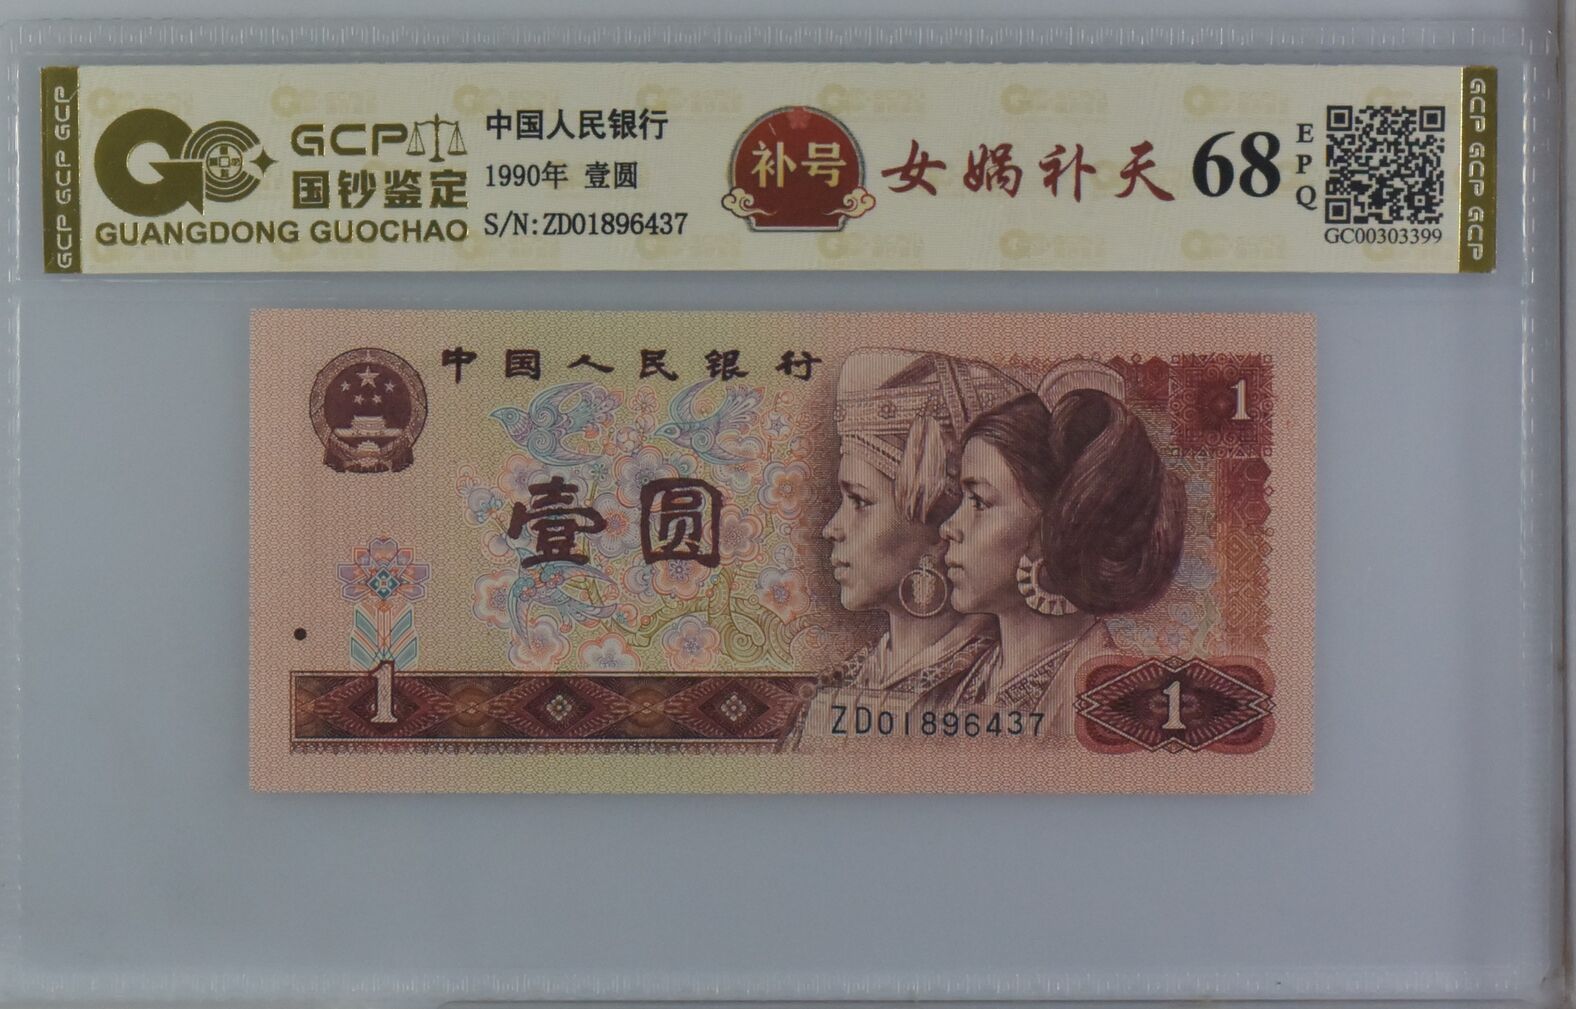 GCP GCP GCP
GCP
国钞鉴定
GUANGDONG GUOCHAO
中国人民银行
1990年 壹圆
S/N:ZD01896437
补号
女娲补天
68
EPQ
GC00303399
GCP GCP GCP
中国人民银行
1
壹圆
1
ZD01896437
1